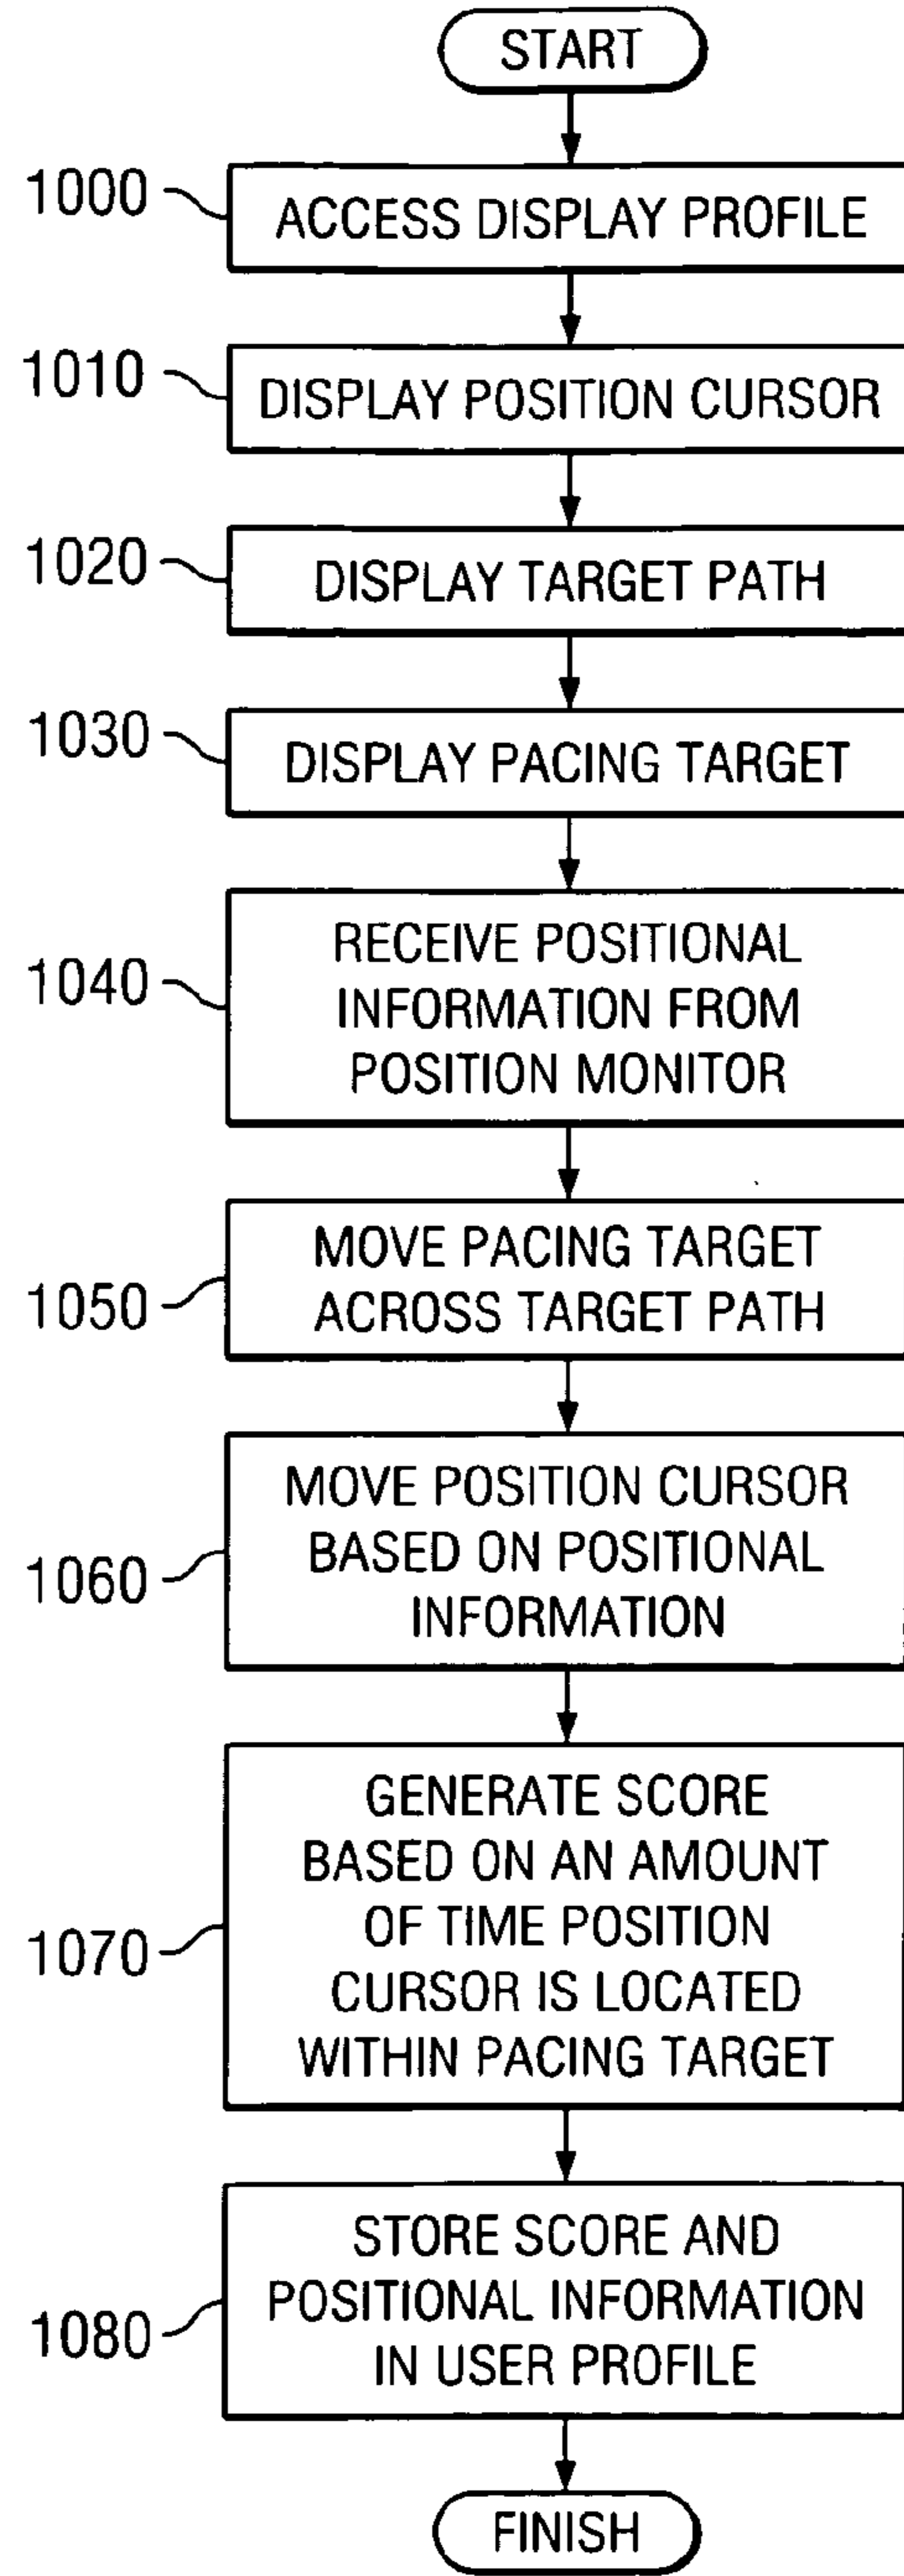 START
1000
ACCESS DISPLAY PROFILE
1010
DISPLAY POSITION CURSOR
1020
DISPLAY TARGET PATH
1030
DISPLAY PACING TARGET
1040
RECEIVE POSITIONAL
INFORMATION FROM
POSITION MONITOR
1050
MOVE PACING TARGET
ACROSS TARGET PATH
1060
MOVE POSITION CURSOR
BASED ON POSITIONAL
INFORMATION
1070
GENERATE SCORE
BASED ON AN AMOUNT
OF TIME POSITION
CURSOR IS LOCATED
WITHIN PACING TARGET
1080
STORE SCORE AND
POSITIONAL INFORMATION
IN USER PROFILE
FINISH